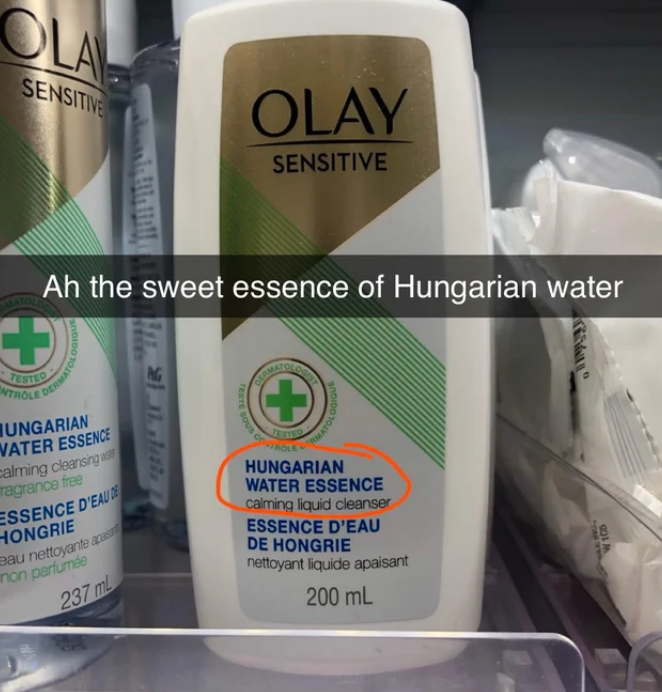 OLAY
SENSITIVE
DERMATOLOGIST
TESTED
HUNGARIAN
WATER ESSENCE
calming liquid cleanser
ESSENCE D'EAU
DE HONGRIE
nettoyant liquide apaisant
200 mL
Ah the sweet essence of Hungarian water
OLAY
SENSITIVE
TESTED
HUNGARIAN
WATER ESSENCE
calming cleansing
fragrance free
ESSENCE D'EAU DE
HONGRIE
eau nettoyante
non parfumée
237 mL
P&G